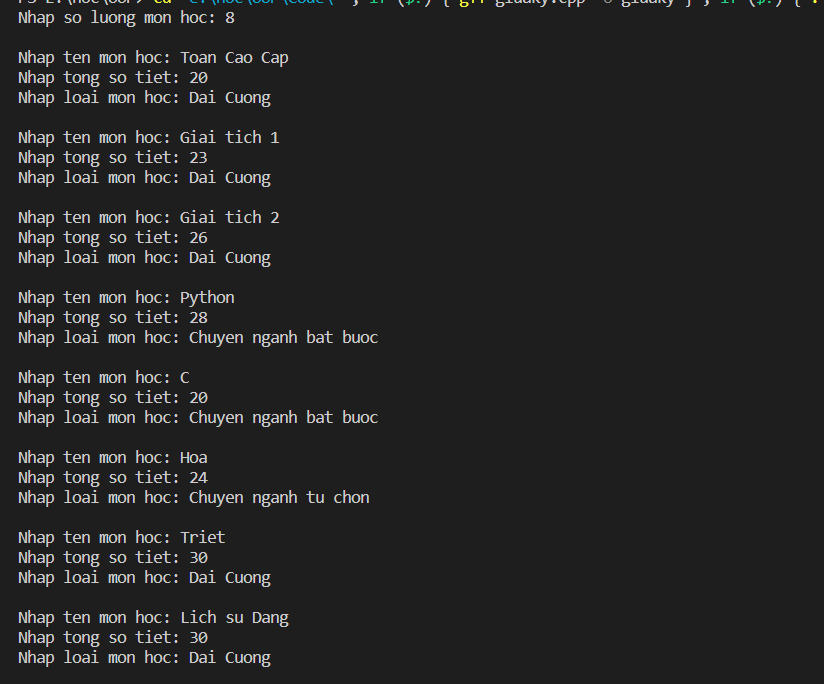 Nhap so luong mon hoc: 8
Nhap ten mon hoc: Toan Cao Cap
Nhap tong so tiet: 20
Nhap loai mon hoc: Dai Cuong
Nhap ten mon hoc: Giai tich 1
Nhap tong so tiet: 23
Nhap loai mon hoc: Dai Cuong
Nhap ten mon hoc: Giai tich 2
Nhap tong so tiet: 26
Nhap loai mon hoc: Dai Cuong
Nhap ten mon hoc: Python
Nhap tong so tiet: 28
Nhap loai mon hoc: Chuyen nganh bat buoc
Nhap ten mon hoc: C
Nhap tong so tiet: 20
Nhap loai mon hoc: Chuyen nganh bat buoc
Nhap ten mon hoc: Hoa
Nhap tong so tiet: 24
Nhap loai mon hoc: Chuyen nganh tu chon
Nhap ten mon hoc: Triet
Nhap tong so tiet: 30
Nhap loai mon hoc: Dai Cuong
Nhap ten mon hoc: Lich su Dang
Nhap tong so tiet: 30
Nhap loai mon hoc: Dai Cuong